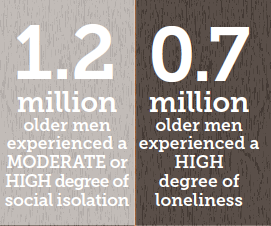 1.2
million
older men
experienced a
MODERATE or
HIGH degree of
social isolation
0.7
million
older men
experienced a
HIGH
degree of
loneliness